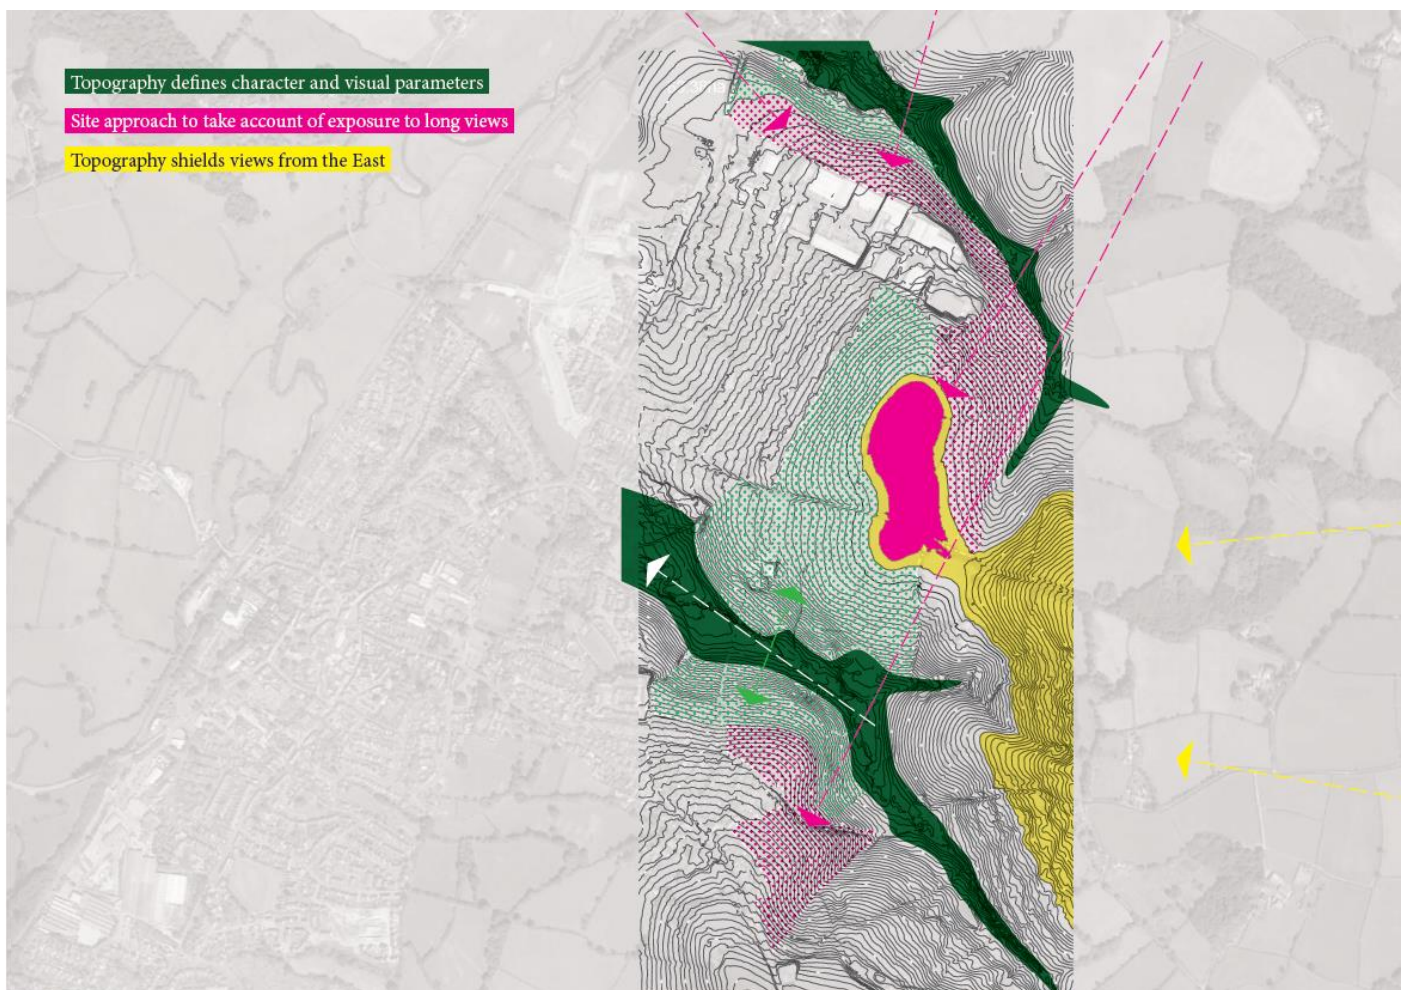 Topography defines character and visual parameters
Site approach to take account of exposure to long views
Topography shields views from the East